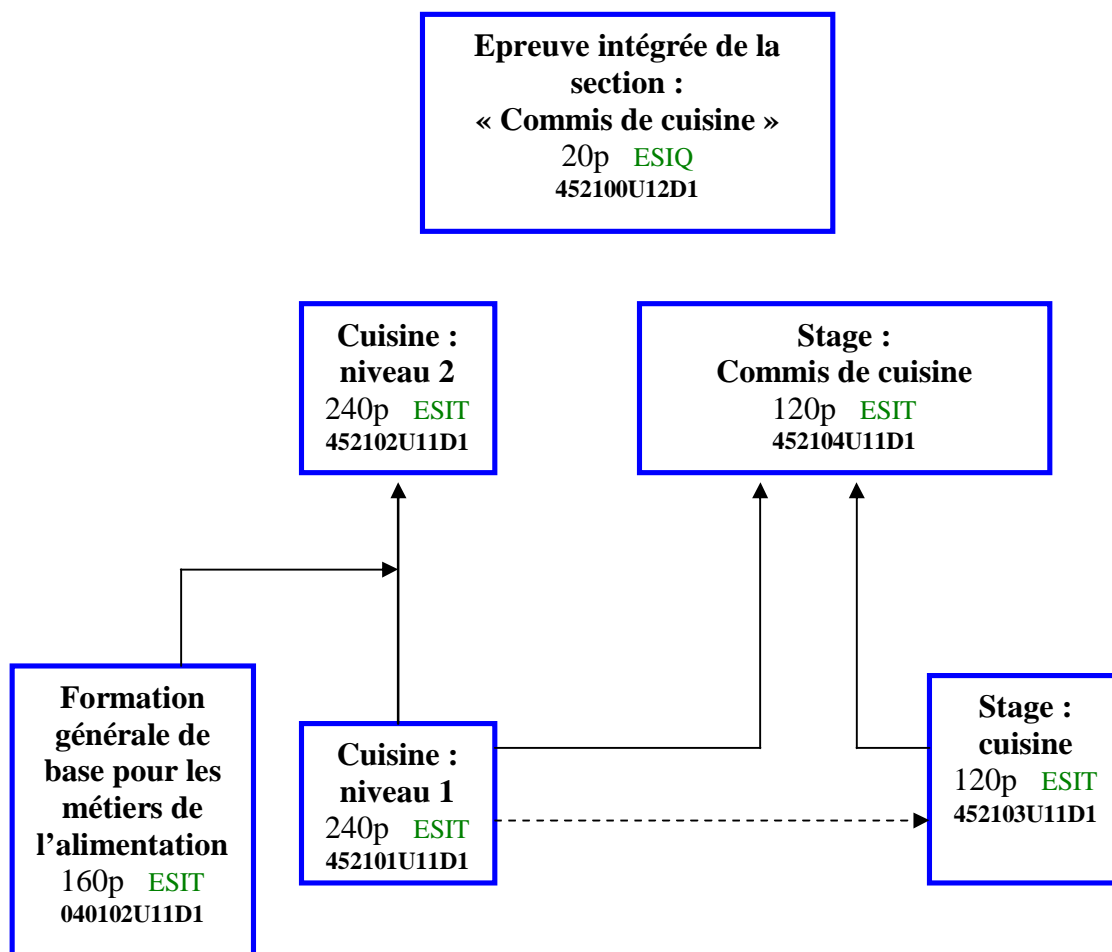 Epreuve intégrée de la
section :
« Commis de cuisine »
20p ESIQ
452100U12D1
Cuisine :
niveau 2
240p ESIT
452102U11D1
Stage :
Commis de cuisine
120p ESIT
452104U11D1
Formation
générale de
base pour les
métiers de
l’alimentation
160p ESIT
040102U11D1
Cuisine :
niveau 1
240p ESIT
452101U11D1
Stage :
cuisine
120p ESIT
452103U11D1